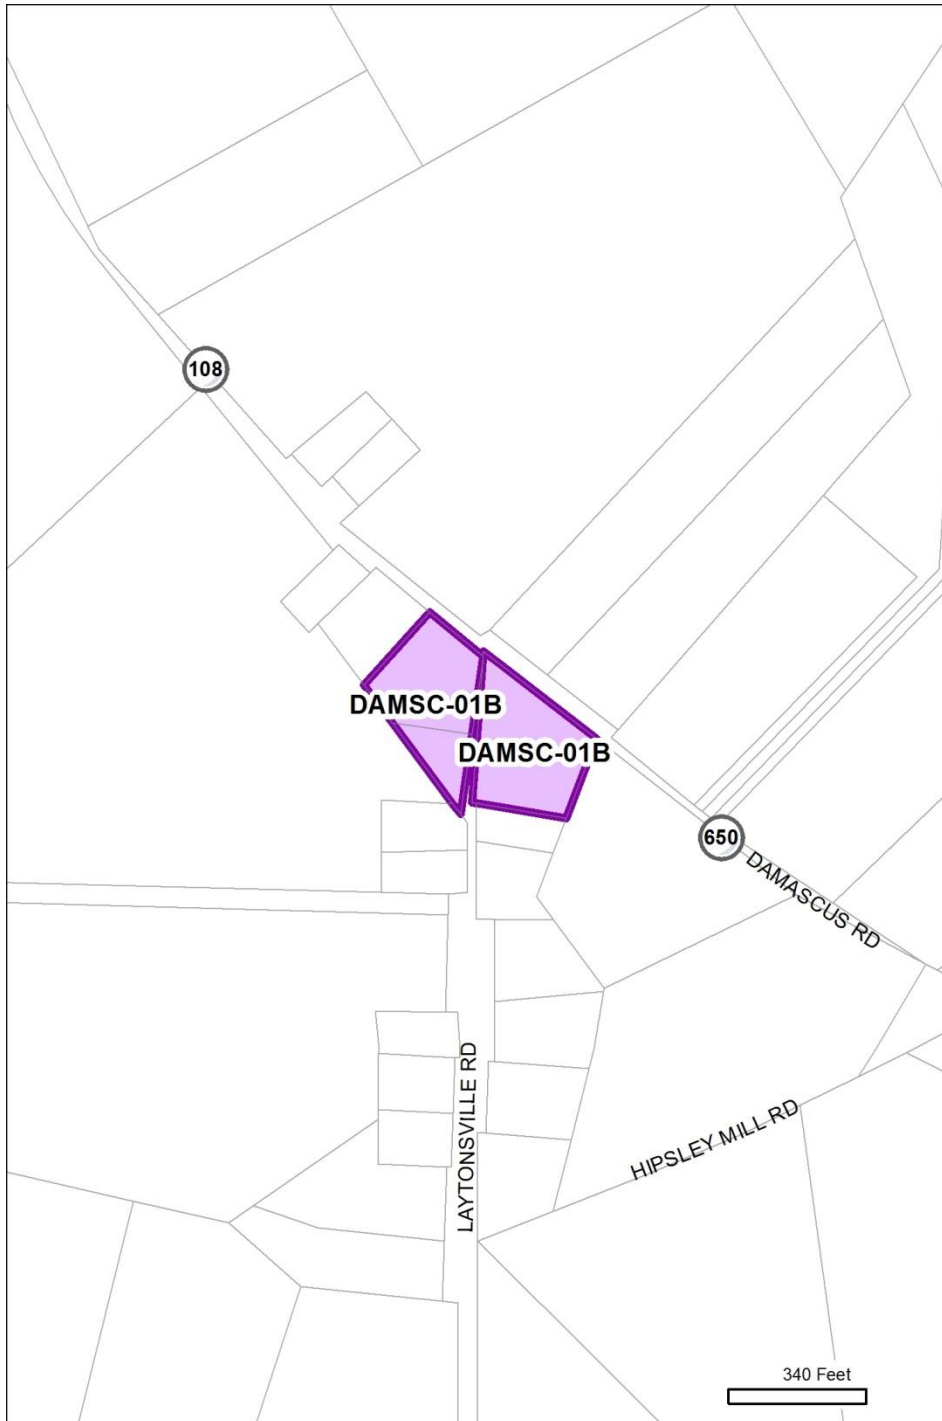 108
DAMSC-01B
DAMSC-01B
650
DAMASCUS RD
LAYTONSVILLE RD
HIPSLEY MILL RD
340 Feet